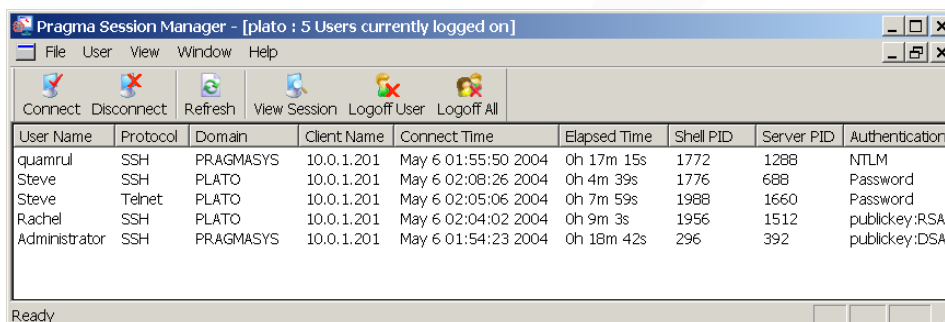 Pragma Session Manager - [plato : 5 Users currently logged on]
File User View Window Help
Connect Disconnect Refresh View Session Logoff User Logoff All
User Name Protocol Domain Client Name Connect Time Elapsed Time Shell PID Server PID Authentication
quamrul SSH PRAGMASYS 10.0.1.201 May 6 01:55:50 2004 0h 17m 15s 1772 1288 NTLM
Steve SSH PLATO 10.0.1.201 May 6 02:08:26 2004 0h 4m 39s 1776 688 Password
Steve Telnet PLATO 10.0.1.201 May 6 02:05:06 2004 0h 7m 59s 1988 1660 Password
Rachel SSH PLATO 10.0.1.201 May 6 02:04:02 2004 0h 9m 3s 1956 1512 publickey:RSA
Administrator SSH PRAGMASYS 10.0.1.201 May 6 01:54:23 2004 0h 18m 42s 296 392 publickey:DSA
Ready